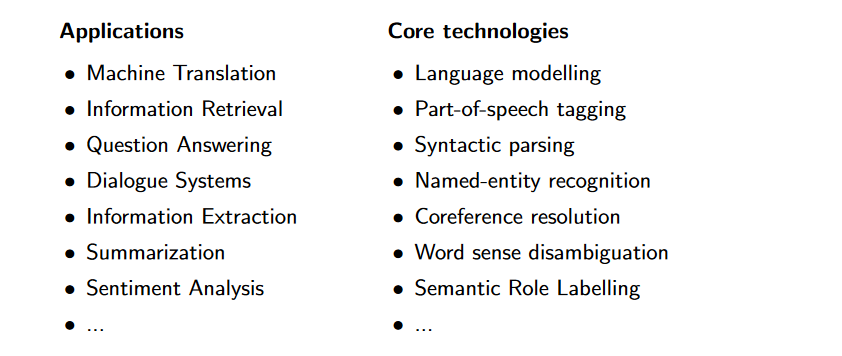 Applications
• Machine Translation
• Information Retrieval
• Question Answering
• Dialogue Systems
• Information Extraction
• Summarization
• Sentiment Analysis
• ...
Core technologies
• Language modelling
• Part-of-speech tagging
• Syntactic parsing
• Named-entity recognition
• Coreference resolution
• Word sense disambiguation
• Semantic Role Labelling
• ...